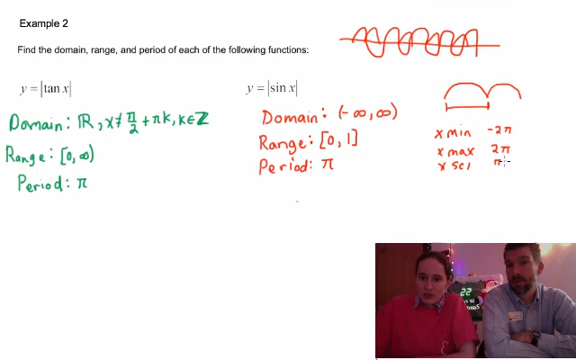 Example 2
Find the domain, range, and period of each of the following functions:
y = |tan x|
Domain: ℝ, x ≠ π/2 + πk, k∈ℤ
Range: [0, ∞)
Period: π
y = |sin x|
Domain: (-∞, ∞)
Range: [0, 1]
Period: π
x min -2π
x max 2π
x scl π
22